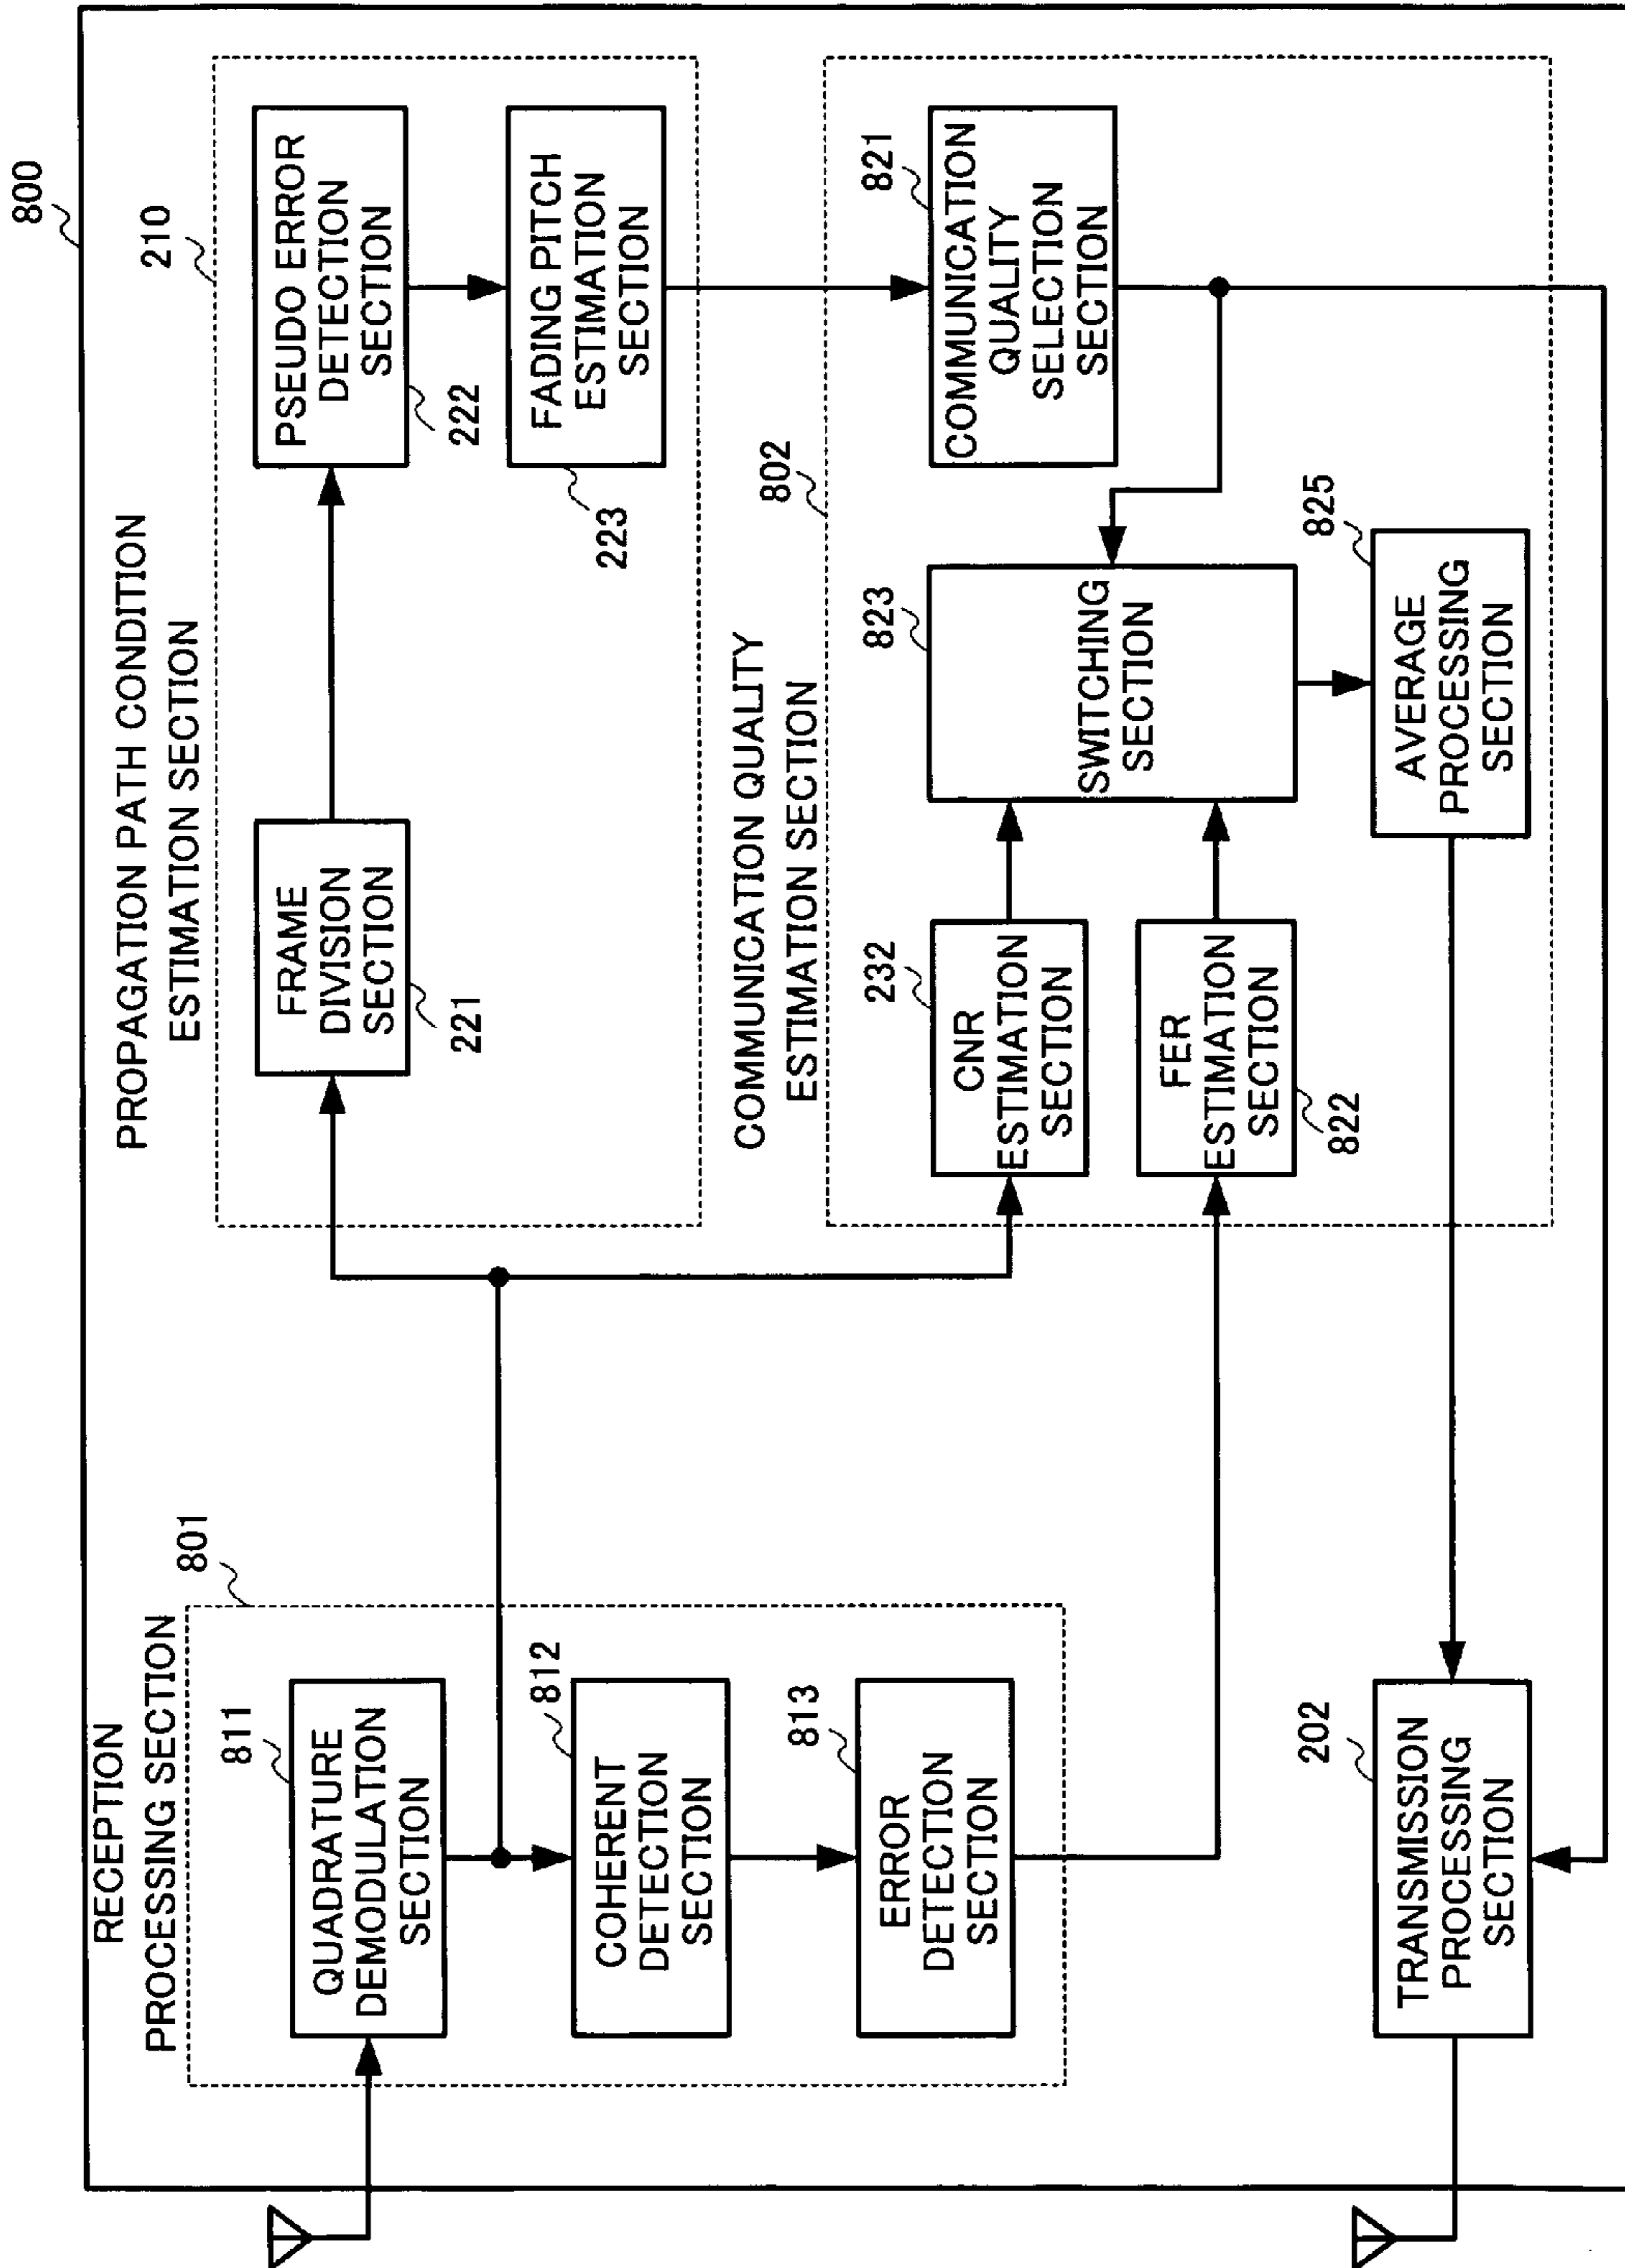 800
RECEPTION
PROCESSING SECTION
801
811
QUADRATURE
DEMODULATION
SECTION
812
COHERENT
DETECTION
SECTION
813
ERROR
DETECTION
SECTION
202
TRANSMISSION
PROCESSING
SECTION
PROPAGATION PATH CONDITION
ESTIMATION SECTION
210
FRAME
DIVISION
SECTION
221
PSEUDO ERROR
DETECTION
SECTION
222
FADING PITCH
ESTIMATION
SECTION
223
COMMUNICATION QUALITY
ESTIMATION SECTION
802
232
CNR
ESTIMATION
SECTION
FER
ESTIMATION
SECTION
822
823
SWITCHING
SECTION
821
COMMUNICATION
QUALITY
SELECTION
SECTION
825
AVERAGE
PROCESSING
SECTION